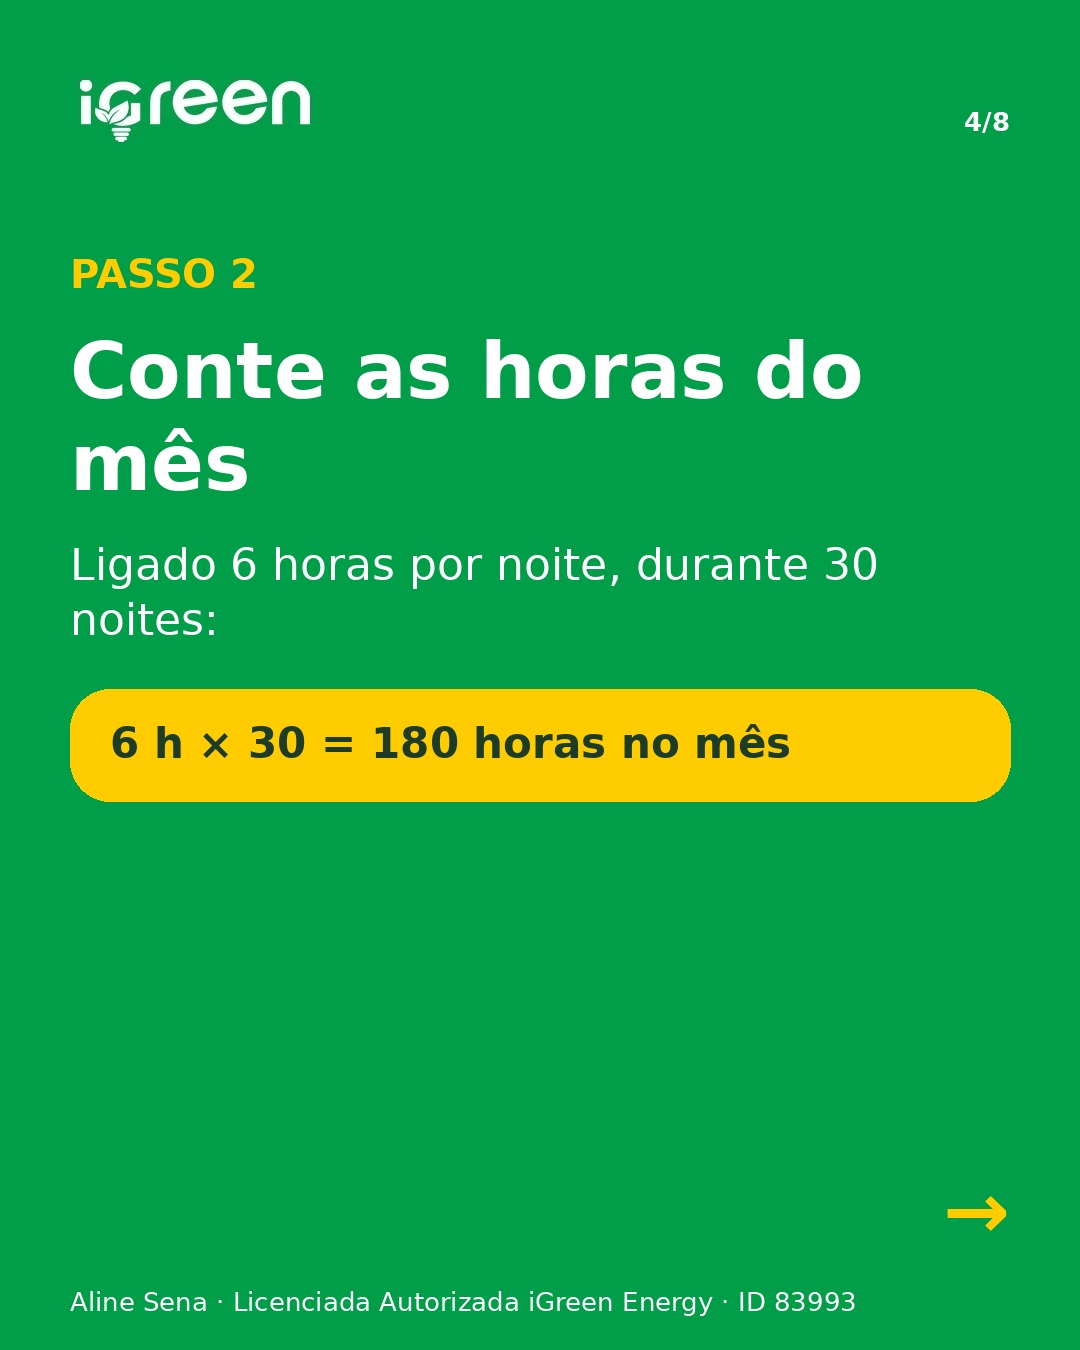 iGreen
4/8
PASSO 2
Conte as horas do
mês
Ligado 6 horas por noite, durante 30
noites:
6 h × 30 = 180 horas no mês
→
Aline Sena · Licenciada Autorizada iGreen Energy · ID 83993